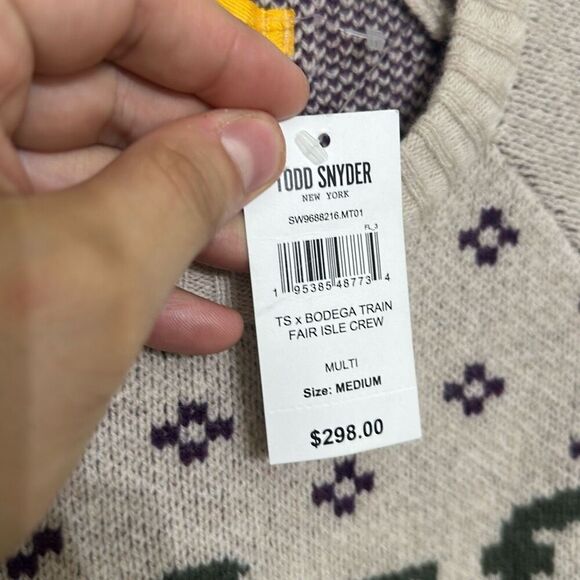 TODD SNYDER
NEW YORK
SW9688216.MT01
FL_3
1 95385 48773 4
TS x BODEGA TRAIN
FAIR ISLE CREW
MULTI
Size: MEDIUM
$298.00